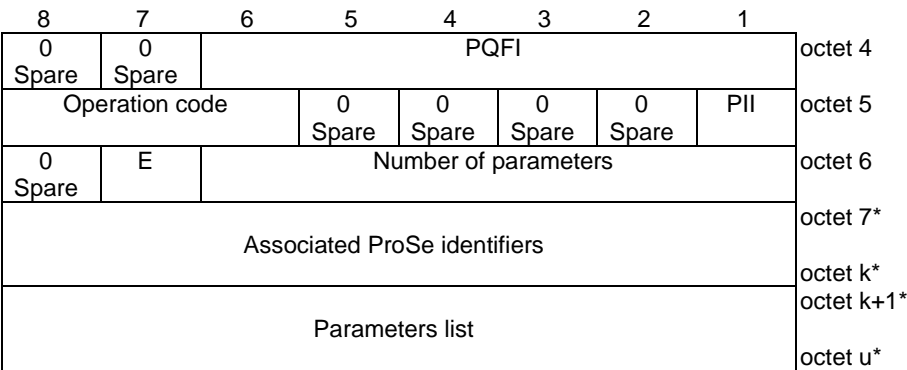 8 7 6 5 4 3 2 1
0 0 PQFI octet 4
Spare Spare
Operation code 0 0 0 0 PII octet 5
Spare Spare Spare Spare
0 E Number of parameters octet 6
Spare
octet 7*
Associated ProSe identifiers
octet k*
octet k+1*
Parameters list
octet u*